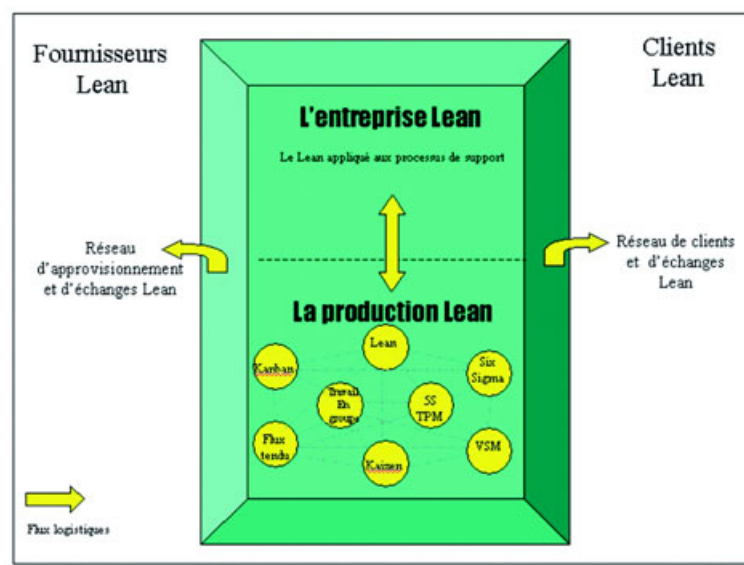 Fournisseurs
Lean
Clients
Lean
L'entreprise Lean
Le Lean appliqué aux processus de support
Réseau
d'approvisionnement
et d'échanges Lean
Réseau de clients
et d'échanges
Lean
La production Lean
Lean
Kanban
Six
Sigma
Travail
En
groupe
5S
TPM
Flux
tendu
Kaizen
VSM
Flux logistiques